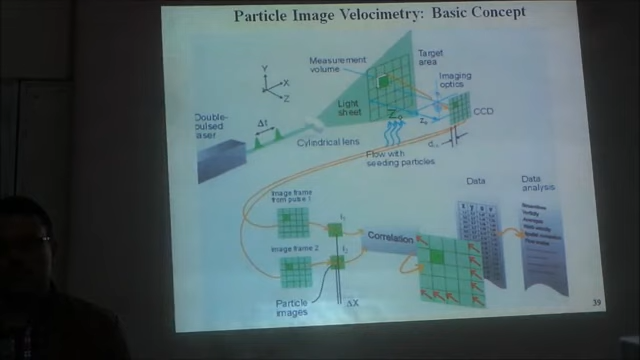 Particle Image Velocimetry: Basic Concept
Measurement
volume
Target
area
Imaging
optics
Y
X
Z
Light
sheet
CCD
Double-
pulsed
laser
Δt
Cylindrical lens
Flow with
seeding particles
Image frame
from pulse 1
Image frame 2
Correlation
Particle
images
ΔX
Data
Data
analysis
39